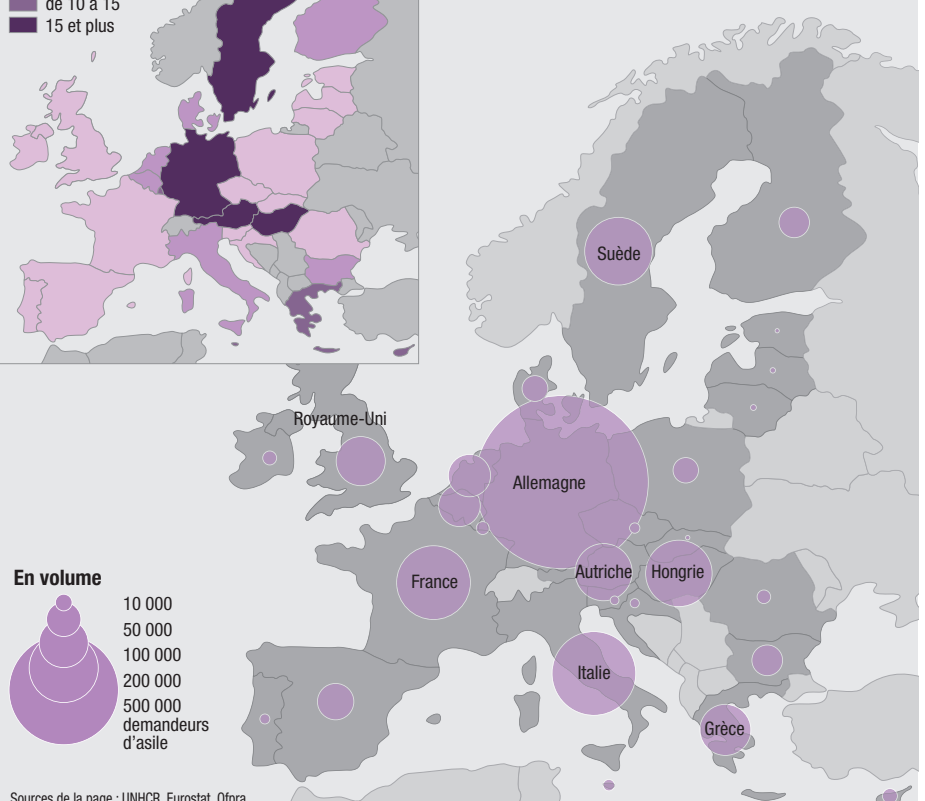 de 10 à 15
15 et plus
Suède
Royaume-Uni
Allemagne
France
Autriche
Hongrie
Italie
Grèce
En volume
10 000
50 000
100 000
200 000
500 000
demandeurs
d'asile
Sources de la page : UNHCR, Eurostat, Ofpra